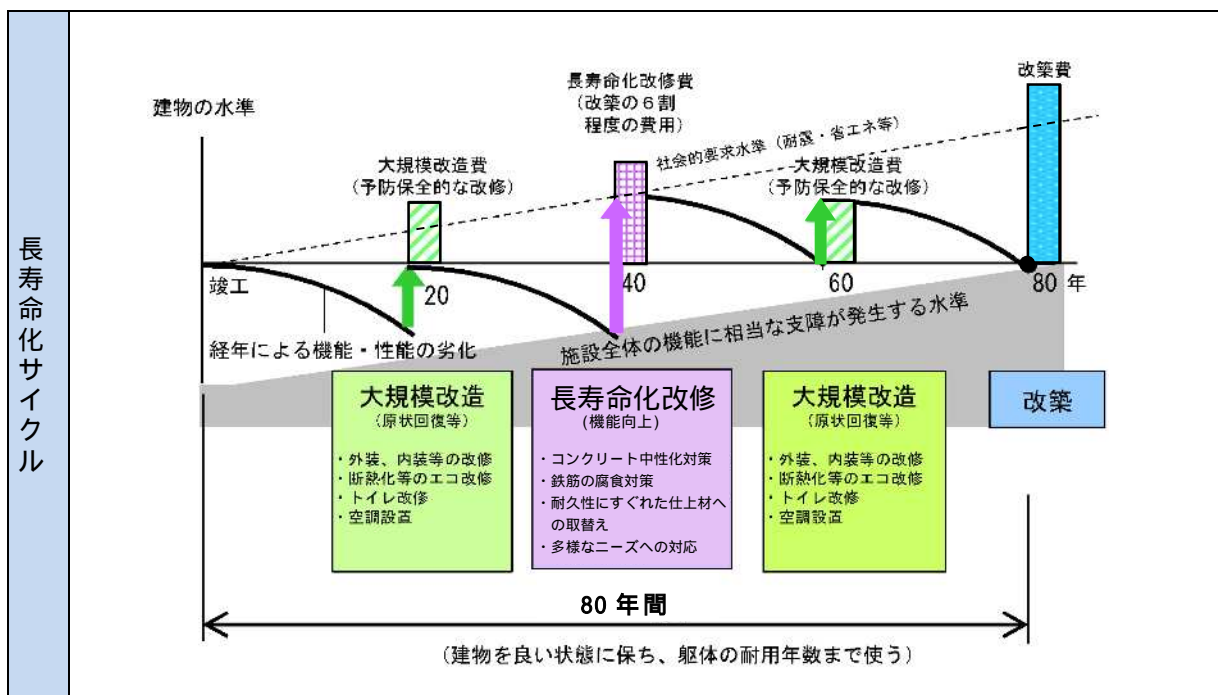 長寿命化サイクル
建物の水準
長寿命化改修費
（改築の６割
程度の費用）
改築費
社会的要求水準（耐震・省エネ等）
大規模改造費
（予防保全的な改修）
大規模改造費
（予防保全的な改修）
竣工
20
40
60
80 年
経年による機能・性能の劣化
施設全体の機能に相当な支障が発生する水準
大規模改造
（原状回復等）
・外装、内装等の改修
・断熱化等のエコ改修
・トイレ改修
・空調設置
長寿命化改修
(機能向上)
・コンクリート中性化対策
・鉄筋の腐食対策
・耐久性にすぐれた仕上材へ
の取替え
・多様なニーズへの対応
大規模改造
（原状回復等）
・外装、内装等の改修
・断熱化等のエコ改修
・トイレ改修
・空調設置
改築
80 年間
（建物を良い状態に保ち、躯体の耐用年数まで使う）